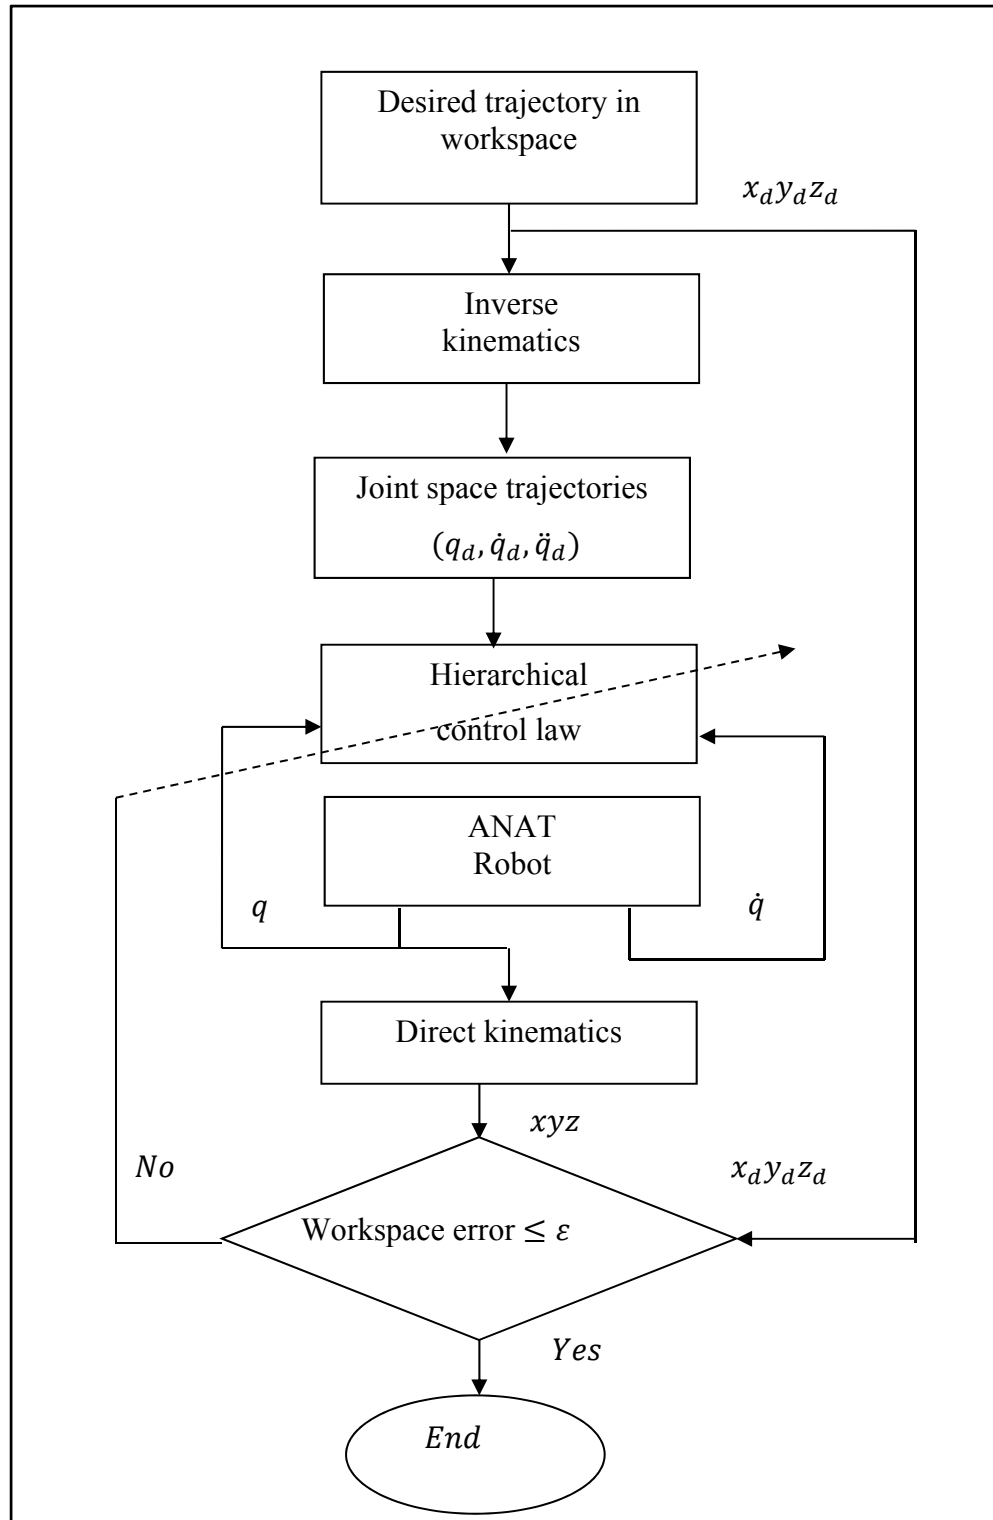 Desired trajectory in
workspace
x_d y_d z_d
Inverse
kinematics
Joint space trajectories
(q_d, q̇_d, q̈_d)
Hierarchical
control law
ANAT
Robot
q
q̇
Direct kinematics
xyz
No
x_d y_d z_d
Workspace error ≤ ε
Yes
End